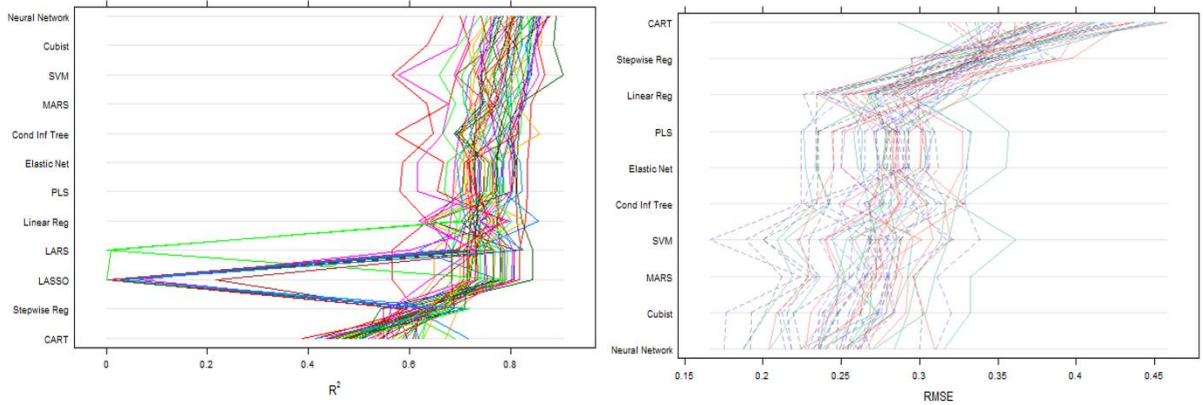 Neural Network
Cubist
SVM
MARS
Cond Inf Tree
Elastic Net
PLS
Linear Reg
LARS
LASSO
Stepwise Reg
CART
0 0.2 0.4 0.6 0.8
R²
CART
Stepwise Reg
Linear Reg
PLS
Elastic Net
Cond Inf Tree
SVM
MARS
Cubist
Neural Network
0.15 0.2 0.25 0.3 0.35 0.4 0.45
RMSE